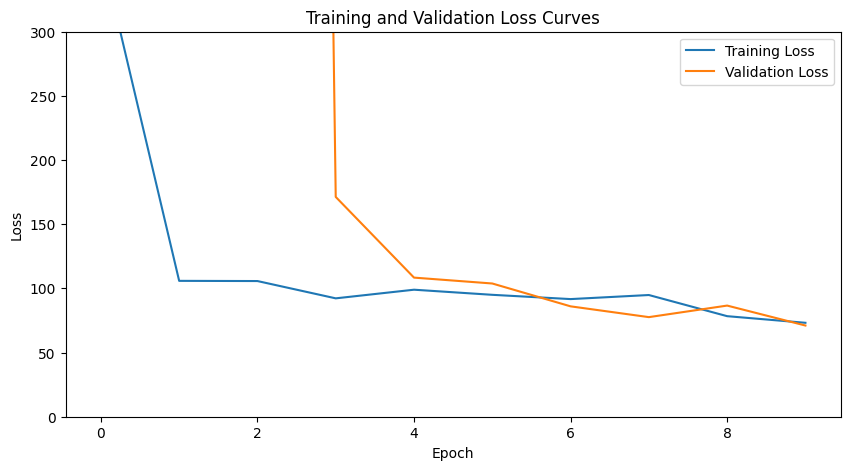 Training and Validation Loss Curves
Training Loss
Validation Loss
300
250
200
150
100
50
0
Loss
0 2 4 6 8
Epoch